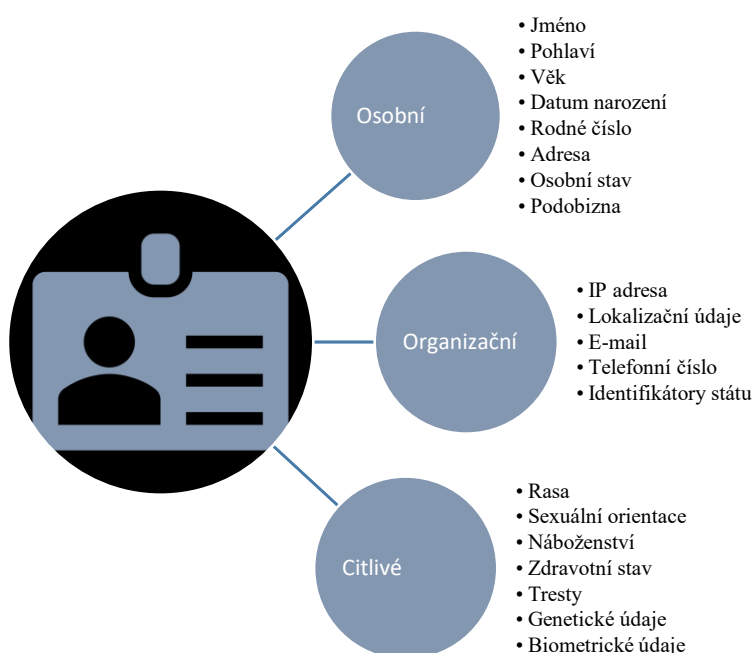 Osobní
• Jméno
• Pohlaví
• Věk
• Datum narození
• Rodné číslo
• Adresa
• Osobní stav
• Podobizna
Organizační
• IP adresa
• Lokalizační údaje
• E-mail
• Telefonní číslo
• Identifikátory státu
Citlivé
• Rasa
• Sexuální orientace
• Náboženství
• Zdravotní stav
• Tresty
• Genetické údaje
• Biometrické údaje